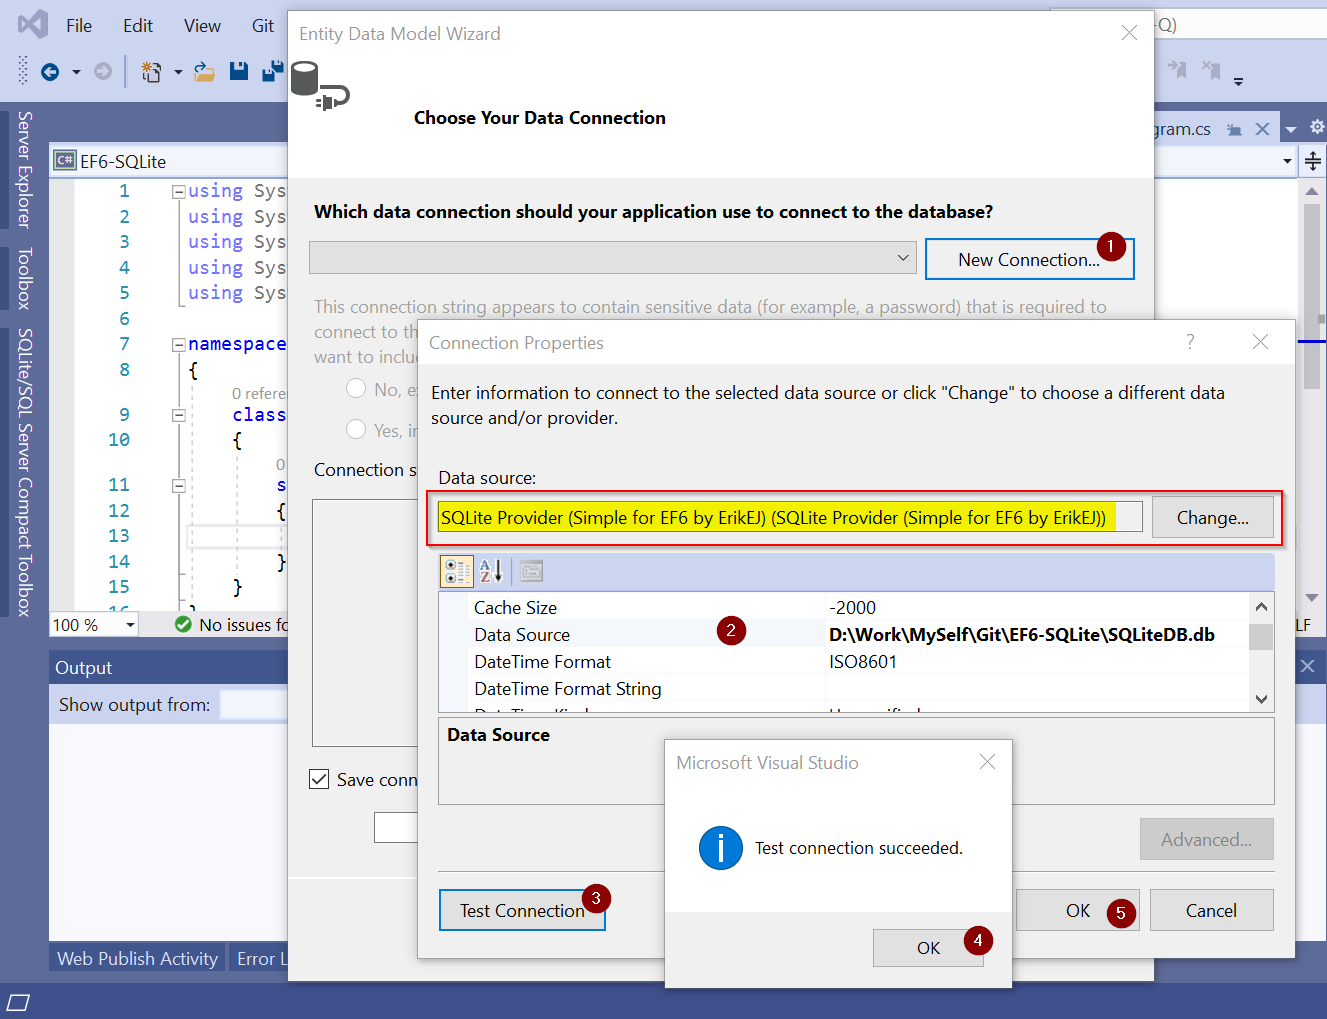 File Edit View Git
-Q)
Entity Data Model Wizard
Choose Your Data Connection
gram.cs
C# EF6-SQLite
Server Explorer
Toolbox
SQLite/SQL Server Compact Toolbox
1 using Sys
2 using Sys
3 using Sys
4 using Sys
5 using Sys
6
7 namespace
8 {
0 refere
9 class
10 {
0
11 s
12 {
13
14 }
15 }
100 %
No issues fo
LF
Which data connection should your application use to connect to the database?
New Connection...
1
This connection string appears to contain sensitive data (for example, a password) that is required to
connect to th
want to inclu
No, e
Yes, in
Connection s
Save conn
Connection Properties
?
Enter information to connect to the selected data source or click "Change" to choose a different data
source and/or provider.
Data source:
SQLite Provider (Simple for EF6 by ErikEJ) (SQLite Provider (Simple for EF6 by ErikEJ))
Change...
A
Z
Cache Size -2000
Data Source D:\Work\MySelf\Git\EF6-SQLite\SQLiteDB.db
2
DateTime Format ISO8601
DateTime Format String
Data Source
Advanced...
Test Connection
3
OK
5
Cancel
Microsoft Visual Studio
Test connection succeeded.
OK
4
Output
Show output from:
Web Publish Activity
Error L